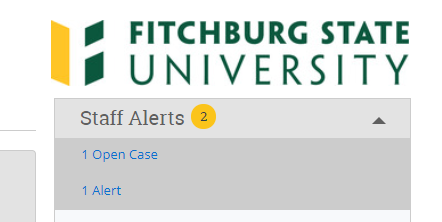 FITCHBURG STATE
UNIVERSITY
Staff Alerts 2
1 Open Case
1 Alert